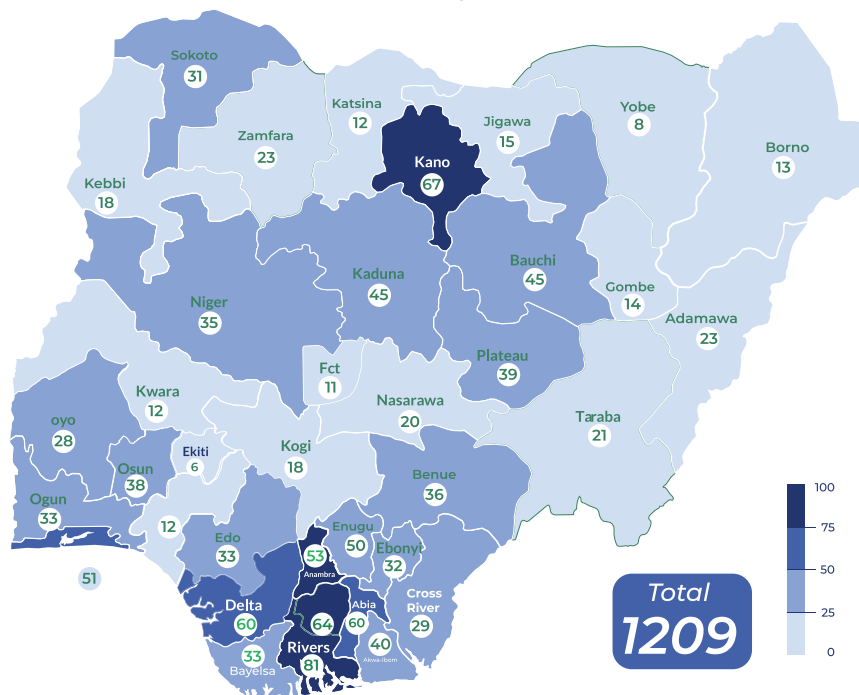 Sokoto
31
Katsina
12
Yobe
8
Jigawa
15
Zamfara
23
Kano
67
Borno
13
Kebbi
18
Bauchi
45
Kaduna
45
Gombe
14
Niger
35
Adamawa
23
Plateau
39
Fct
11
Kwara
12
Nasarawa
20
Taraba
21
oyo
28
Kogi
18
Ekiti
6
Osun
38
Benue
36
Ogun
33
12
Edo
33
Enugu
50
Ebonyi
32
53
Anambra
51
Delta
60
64
Abia
60
Cross
River
29
Rivers
81
40
Akwa-Ibom
33
Bayelsa
100
75
50
25
0
Total
1209